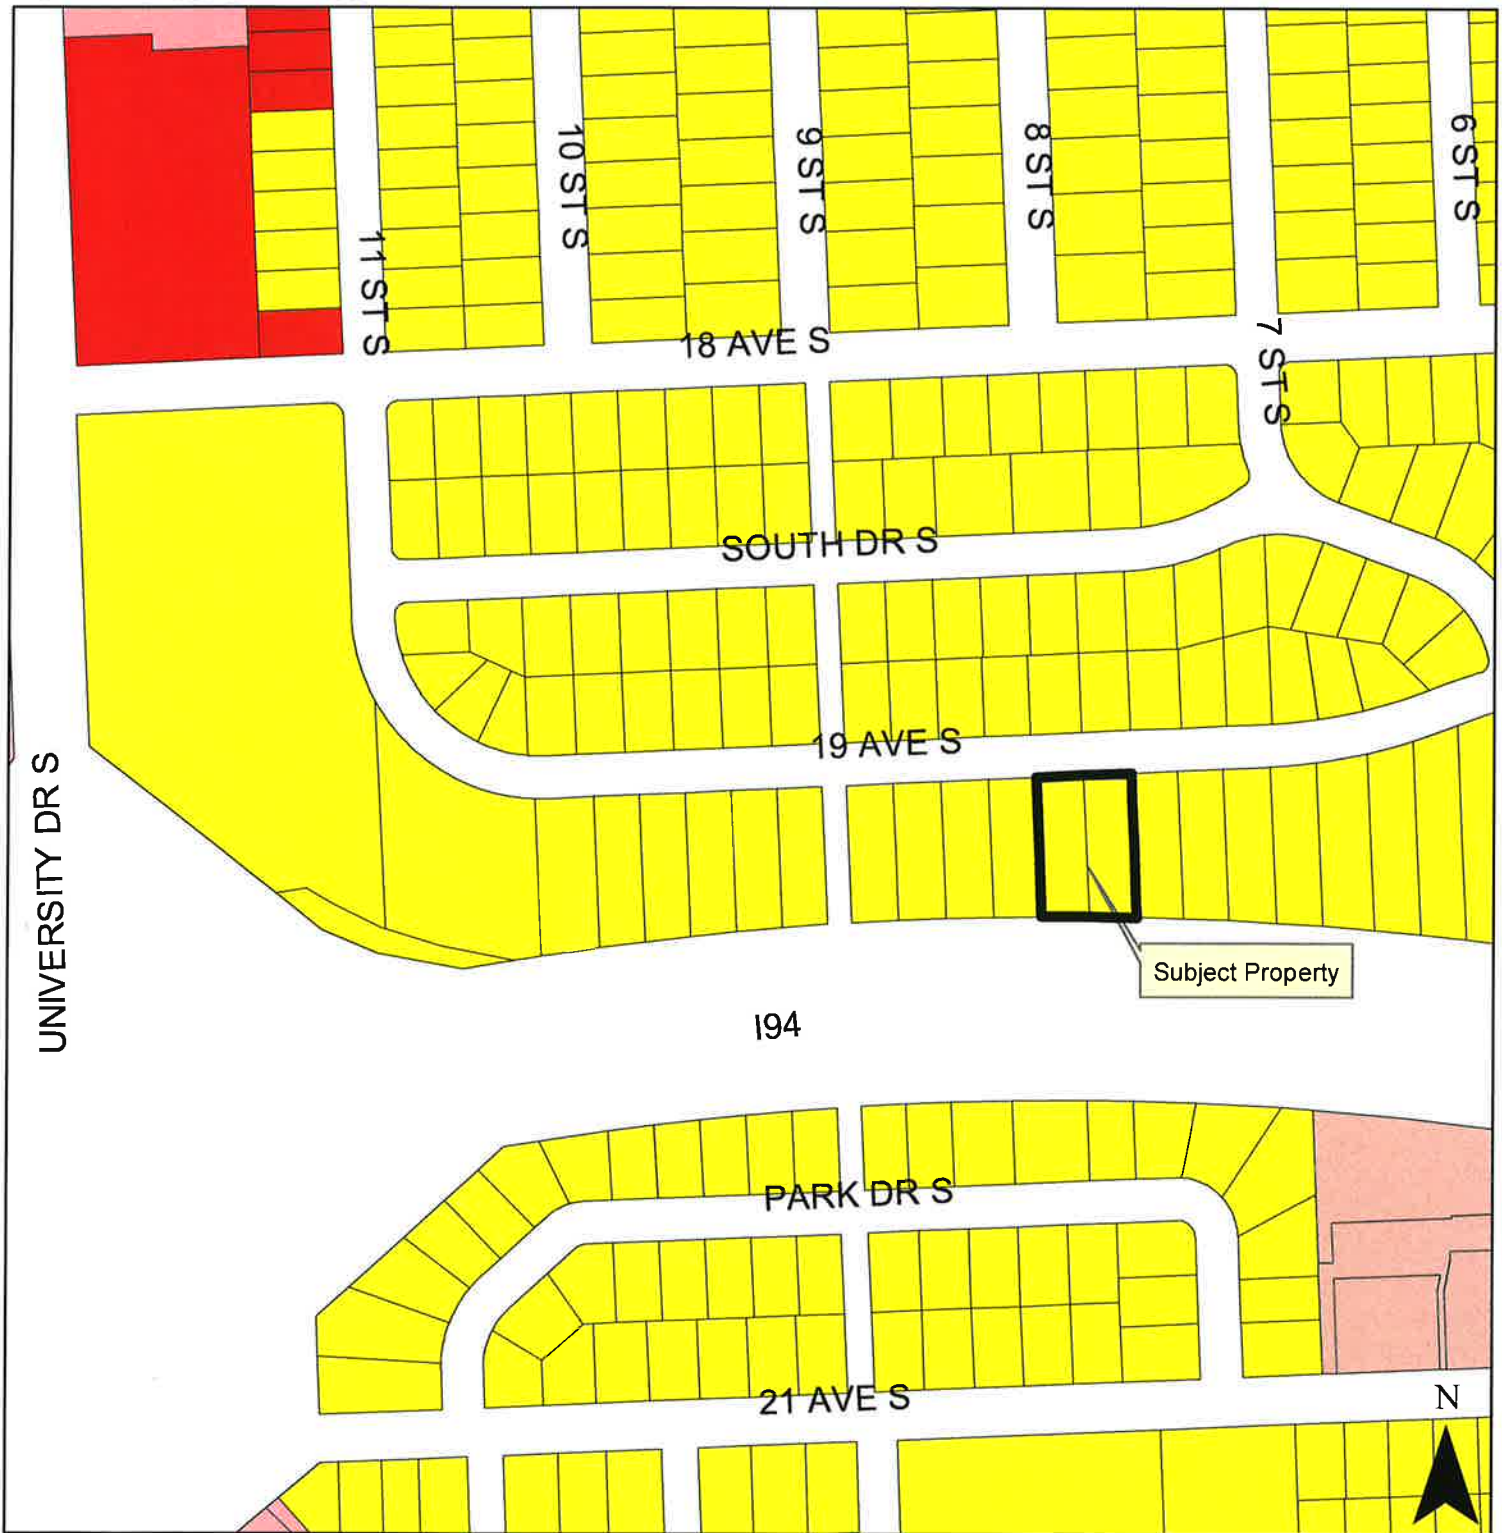 10 ST S
9 ST S
8 ST S
6 ST S
11 ST S
18 AVE S
7 ST S
SOUTH DR S
19 AVE S
UNIVERSITY DR S
Subject Property
I94
PARK DR S
21 AVE S
N